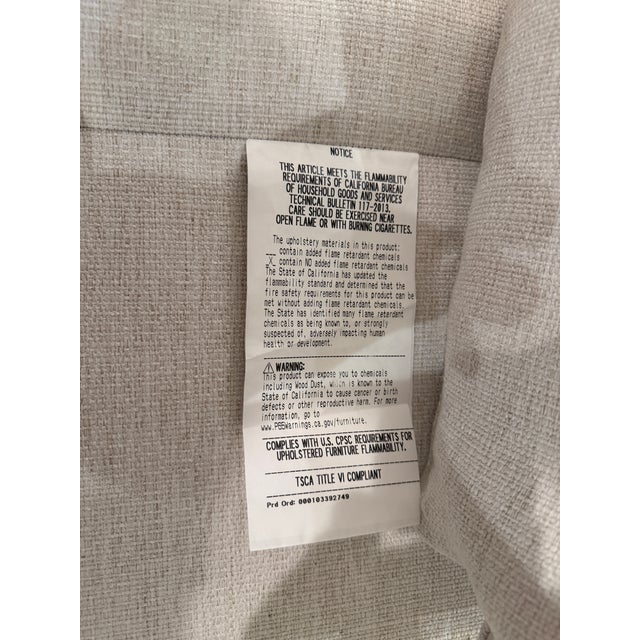 NOTICE
THIS ARTICLE MEETS THE FLAMMABILITY
REQUIREMENTS OF CALIFORNIA BUREAU
OF HOUSEHOLD GOODS AND SERVICES
TECHNICAL BULLETIN 117-2013.
CARE SHOULD BE EXERCISED NEAR
OPEN FLAME OR WITH BURNING CIGARETTES.
The upholstery materials in this product:
___ contain added flame retardant chemicals
_X_ contain NO added flame retardant chemicals
The State of California has updated the
flammability standard and determined that the
fire safety requirements for this product can be
met without adding flame retardant chemicals.
The State has identified many flame retardant
chemicals as being known to, or strongly
suspected of, adversely impacting human
health or development.
⚠ WARNING:
This product can expose you to chemicals
including Wood Dust, which is known to the
State of California to cause cancer or birth
defects or other reproductive harm. For more
information, go to
www.P65Warnings.ca.gov/furniture.
COMPLIES WITH U.S. CPSC REQUIREMENTS FOR
UPHOLSTERED FURNITURE FLAMMABILITY.
TSCA TITLE VI COMPLIANT
Prd Ord: 000103392749